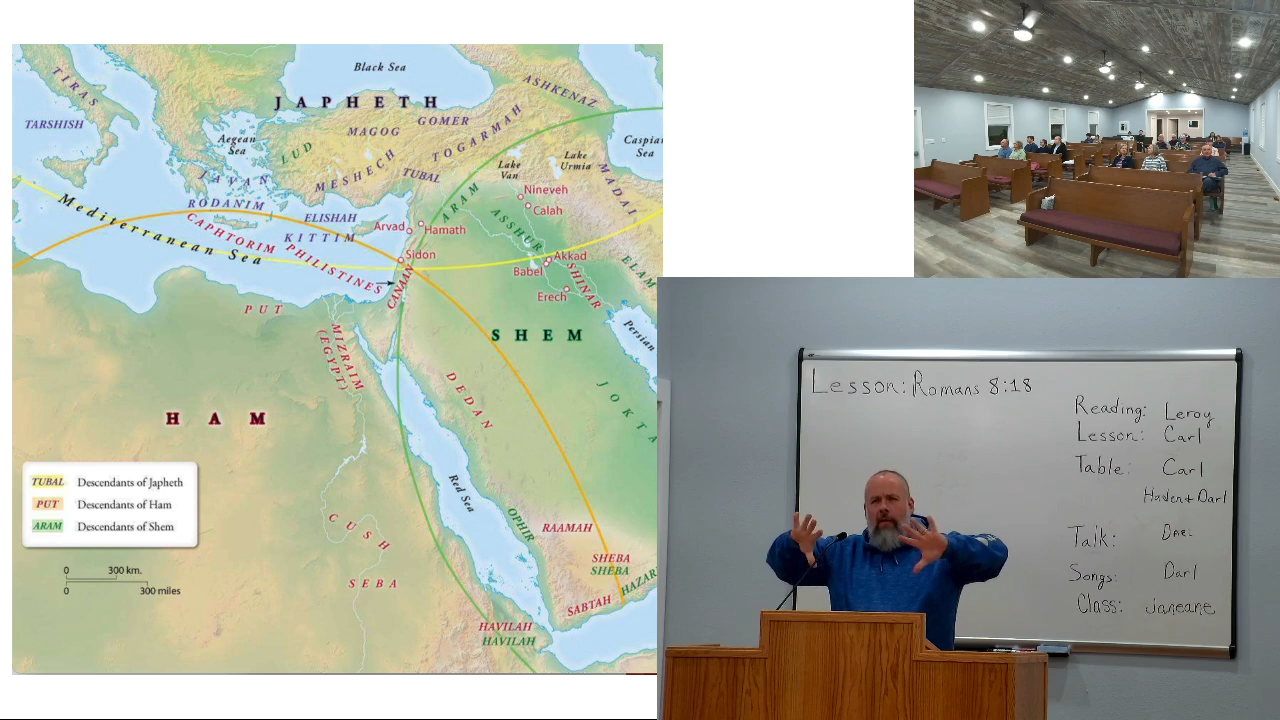 Black Sea
TIRAS
JAPHETH
ASHKENAZ
TARSHISH
Aegean
Sea
MAGOG
GOMER
TOGARMAH
Caspian
Sea
LUD
Lake
Van
Lake
Urmia
JAVAN
MESHECH
TUBAL
MADAI
Nineveh
RODANIM
ARAM
Calah
Mediterranean Sea
CAPHTORIM
ELISHAH
Arvad
Hamath
KITTIM
ASSHUR
PHILISTINES
Sidon
Akkad
Babel
SHINAR
ELAM
CANAAN
Erech
PUT
MIZRAIM
(EGYPT)
SHEM
Persian
DEDAN
JOKTA
HAM
TUBAL Descendants of Japheth
PUT Descendants of Ham
ARAM Descendants of Shem
Red Sea
OPHIR
RAAMAH
CUSH
SHEBA
SHEBA
SEBA
HAZAR
SABTAH
HAVILAH
HAVILAH
0 300 km.
0 300 miles
Lesson: Romans 8:18
Reading: Leroy
Lesson: Carl
Table: Carl
Darl
Talk:
Songs: Darl
Class: Janeane